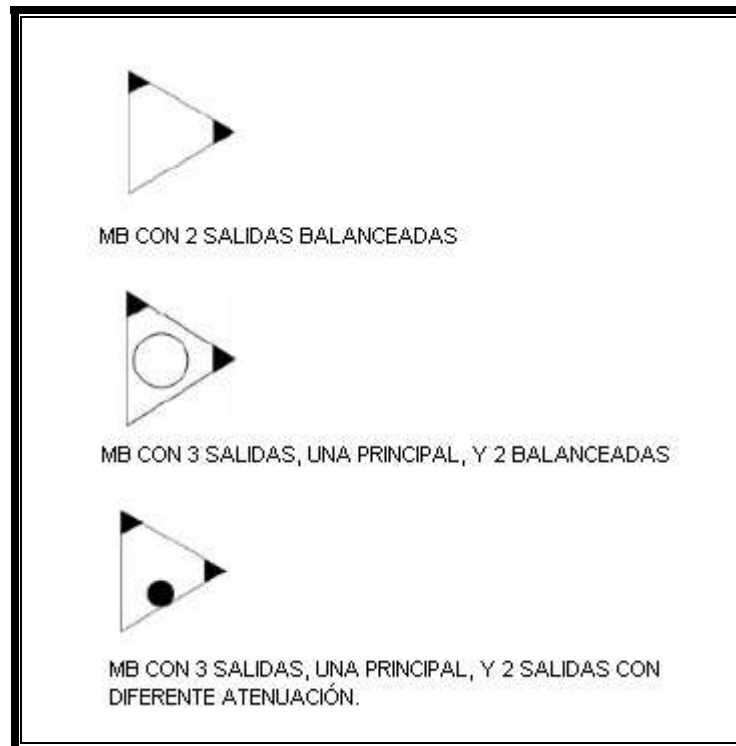 MB CON 2 SALIDAS BALANCEADAS
MB CON 3 SALIDAS, UNA PRINCIPAL, Y 2 BALANCEADAS
MB CON 3 SALIDAS, UNA PRINCIPAL, Y 2 SALIDAS CON
DIFERENTE ATENUACIÓN.